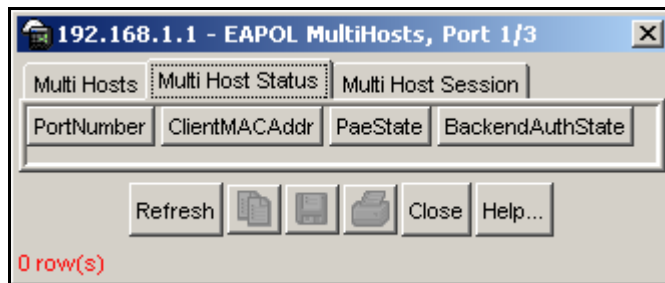 192.168.1.1 - EAPOL MultiHosts, Port 1/3
Multi Hosts Multi Host Status Multi Host Session
PortNumber ClientMACAddr PaeState BackendAuthState
Refresh Close Help...
0 row(s)